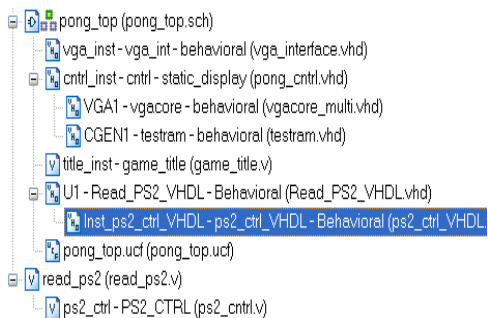 pong_top (pong_top.sch)
vga_inst - vga_int - behavioral (vga_interface.vhd)
cntrl_inst - cntrl - static_display (pong_cntrl.vhd)
VGA1 - vgacore - behavioral (vgacore_multi.vhd)
CGEN1 - testram - behavioral (testram.vhd)
title_inst - game_title (game_title.v)
U1 - Read_PS2_VHDL - Behavioral (Read_PS2_VHDL.vhd)
Inst_ps2_ctrl_VHDL - ps2_ctrl_VHDL - Behavioral (ps2_ctrl_VHDL.
pong_top.ucf (pong_top.ucf)
read_ps2 (read_ps2.v)
ps2_ctrl - PS2_CTRL (ps2_cntrl.v)